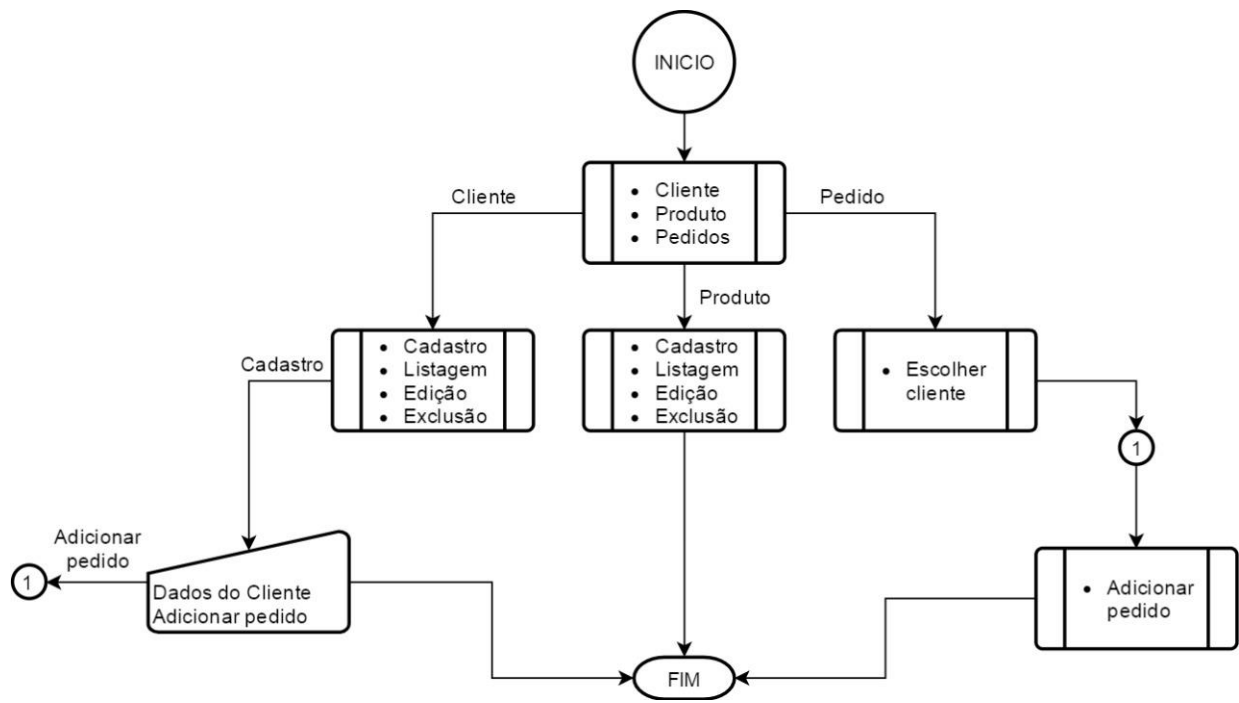 INICIO
Cliente
• Cliente
• Produto
• Pedidos
Pedido
Produto
Cadastro
• Cadastro
• Listagem
• Edição
• Exclusão
• Cadastro
• Listagem
• Edição
• Exclusão
• Escolher
cliente
1
Adicionar
pedido
1
Dados do Cliente
Adicionar pedido
• Adicionar
pedido
FIM